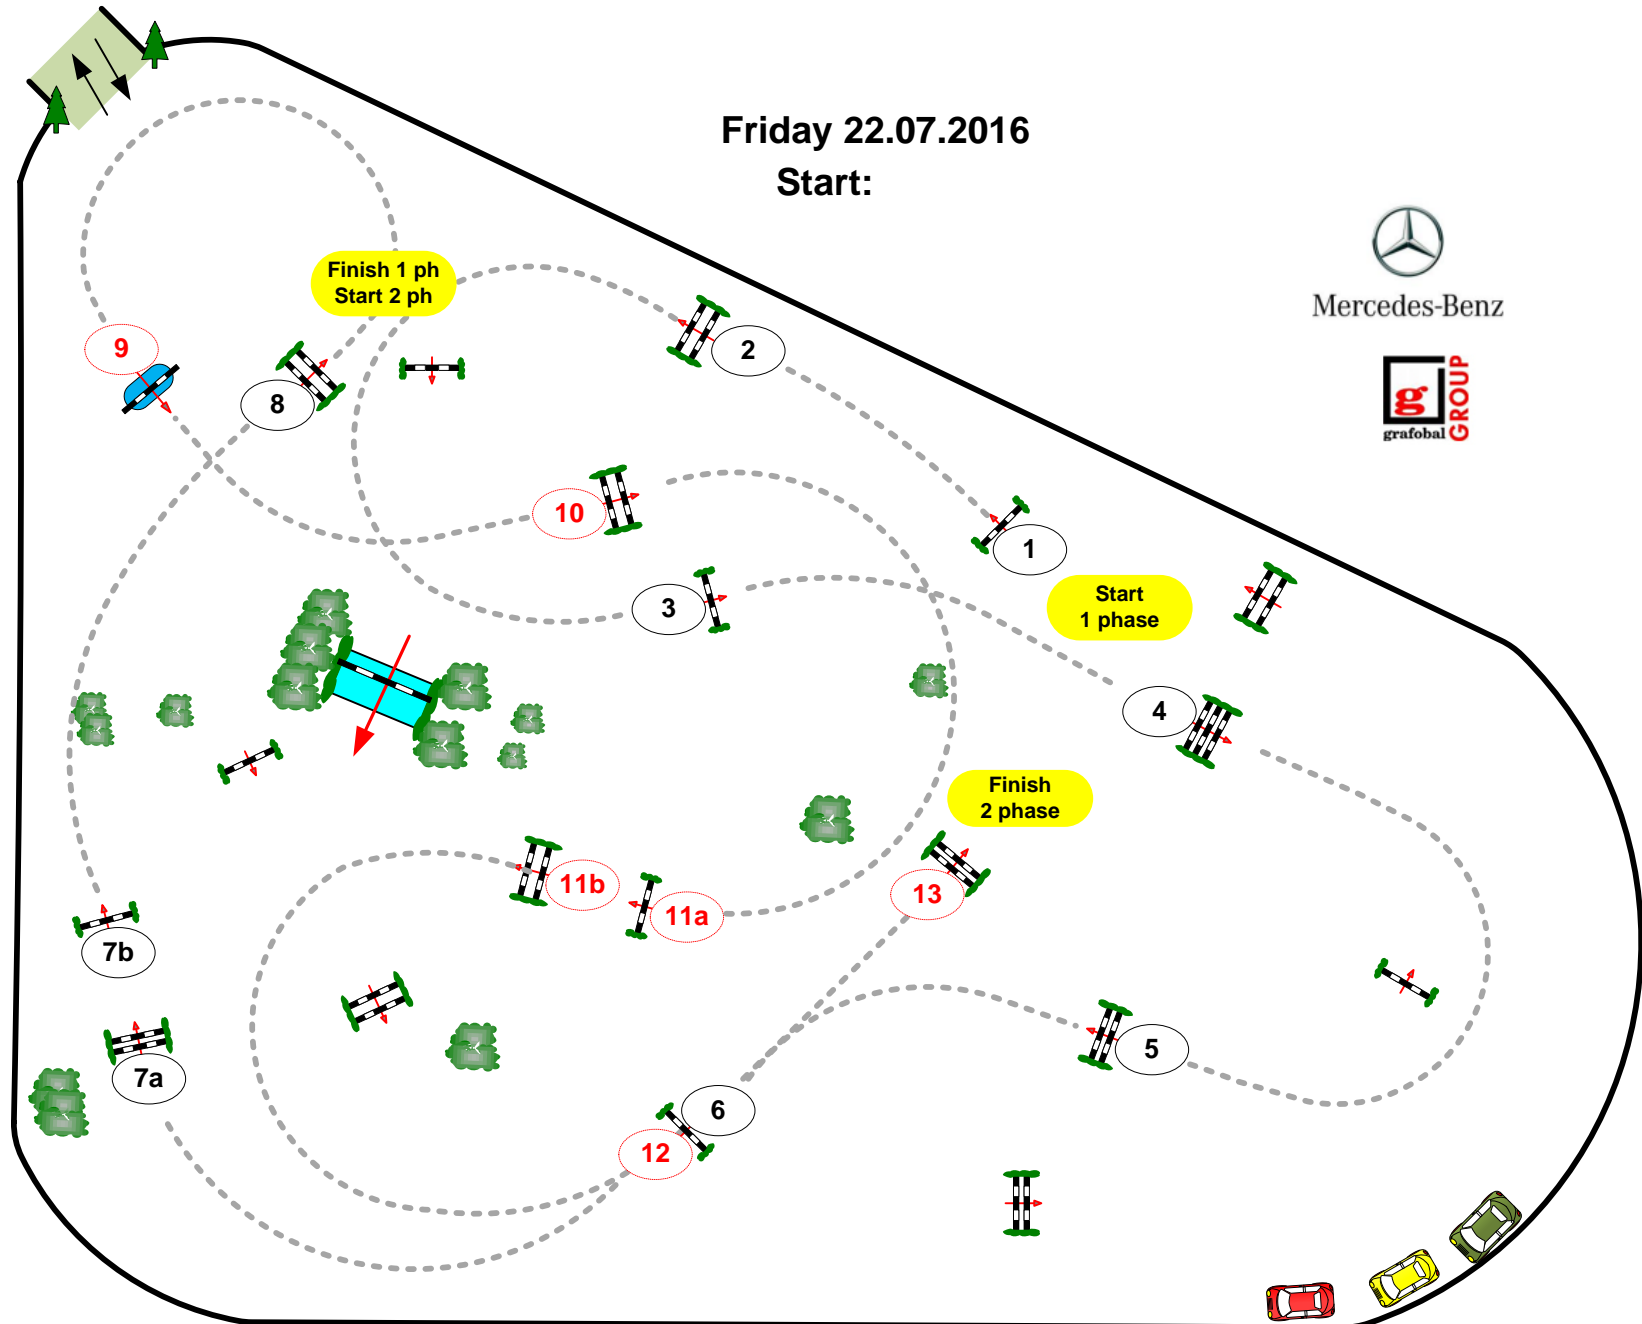 Friday 22.07.2016
Start:
Mercedes-Benz
g
grafobal
GROUP
Finish 1 ph
Start 2 ph
9
8
2
10
1
3
Start
1 phase
4
Finish
2 phase
11b
11a
13
7b
7a
5
6
12